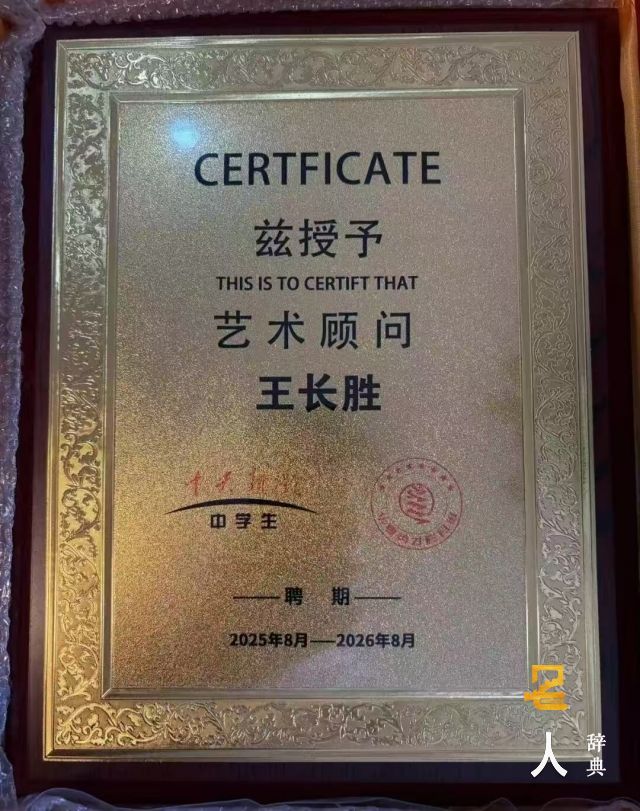 CERTFICATE
兹授予
THIS IS TO CERTIFT THAT
艺术顾问
王长胜
中学生
聘 期
2025年8月——2026年8月
名
人
辞典